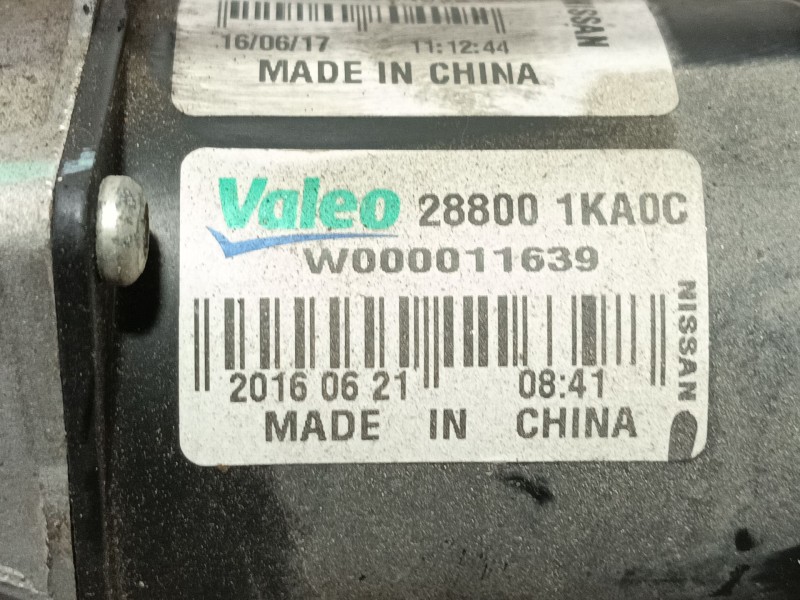 16/06/17 11:12:44
NISSAN
MADE IN CHINA
Valeo 28800 1KA0C
W000011639
NISSAN
2016 06 21 08:41
MADE IN CHINA